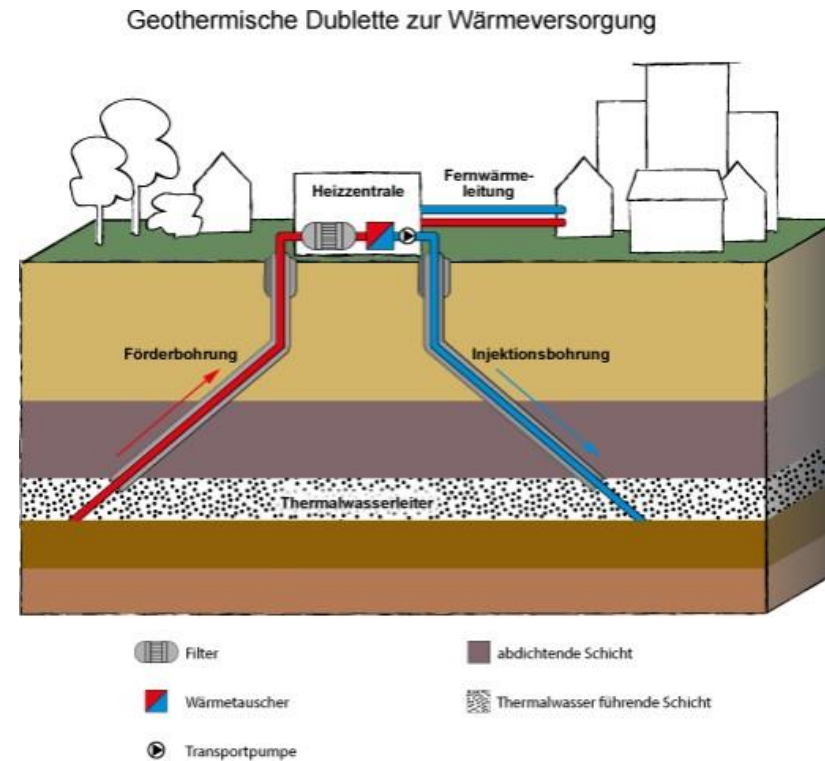 Geothermische Dublette zur Wärmeversorgung
Fernwärme-
leitung
Heizzentrale
Förderbohrung
Injektionsbohrung
Thermalwasserleiter
Filter
abdichtende Schicht
Wärmetauscher
Thermalwasser führende Schicht
Transportpumpe